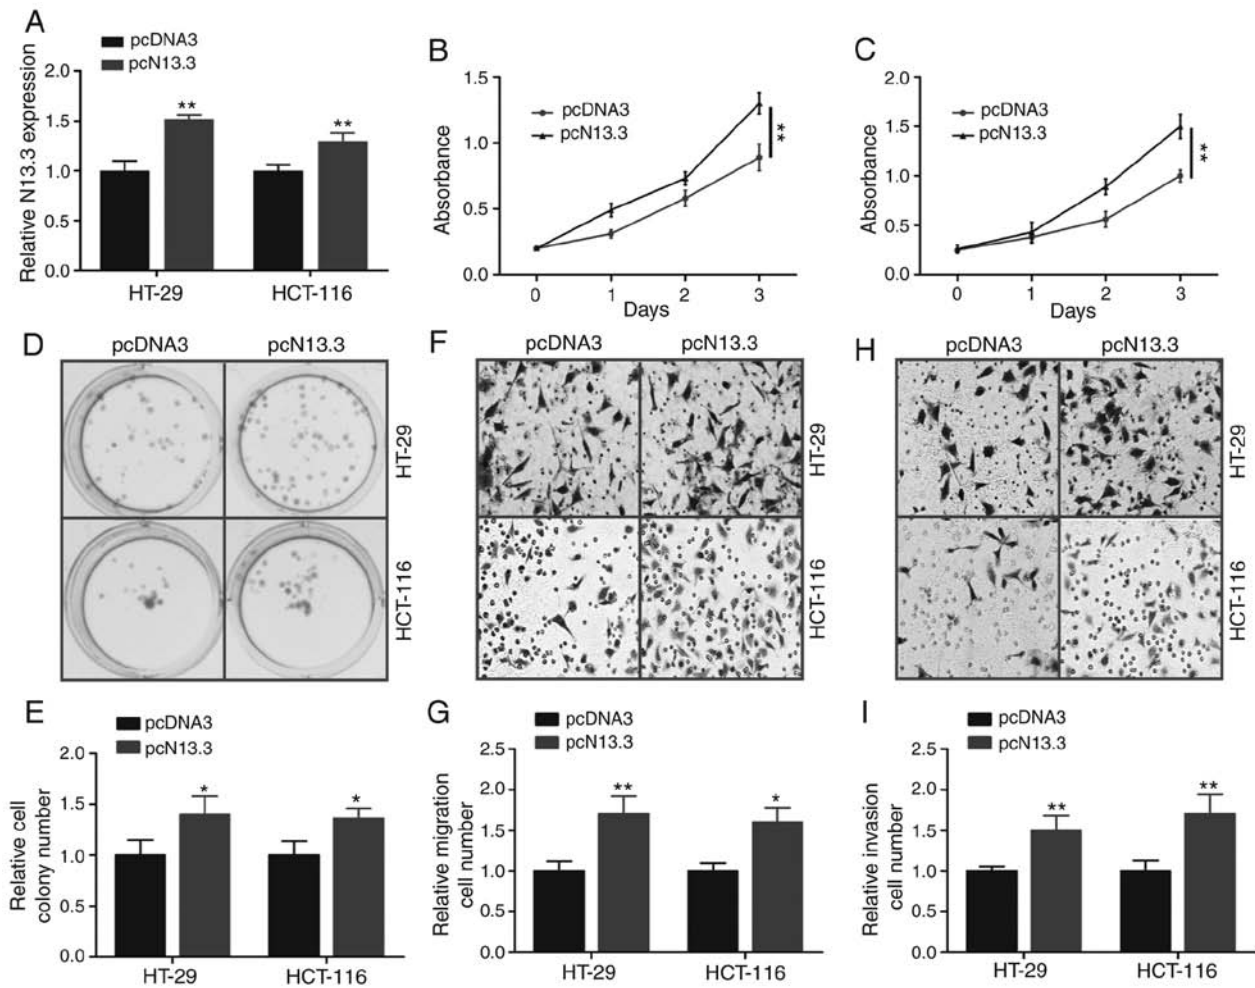 A
pcDNA3
pcN13.3
Relative N13.3 expression
2.0
1.5
1.0
0.5
0.0
**
**
HT-29
HCT-116
B
pcDNA3
pcN13.3
Absorbance
1.5
1.0
0.5
0.0
**
0 1 2 3
Days
C
pcDNA3
pcN13.3
Absorbance
2.0
1.5
1.0
0.5
0.0
**
0 1 2 3
Days
D
pcDNA3
pcN13.3
HT-29
HCT-116
F
pcDNA3
pcN13.3
HT-29
HCT-116
H
pcDNA3
pcN13.3
HT-29
HCT-116
E
pcDNA3
pcN13.3
Relative cell
colony number
2.0
1.5
1.0
0.5
0.0
*
*
HT-29
HCT-116
G
pcDNA3
pcN13.3
Relative migration
cell number
2.5
2.0
1.5
1.0
0.5
0.0
**
*
HT-29
HCT-116
I
pcDNA3
pcN13.3
Relative invasion
cell number
2.5
2.0
1.5
1.0
0.5
0.0
**
**
HT-29
HCT-116